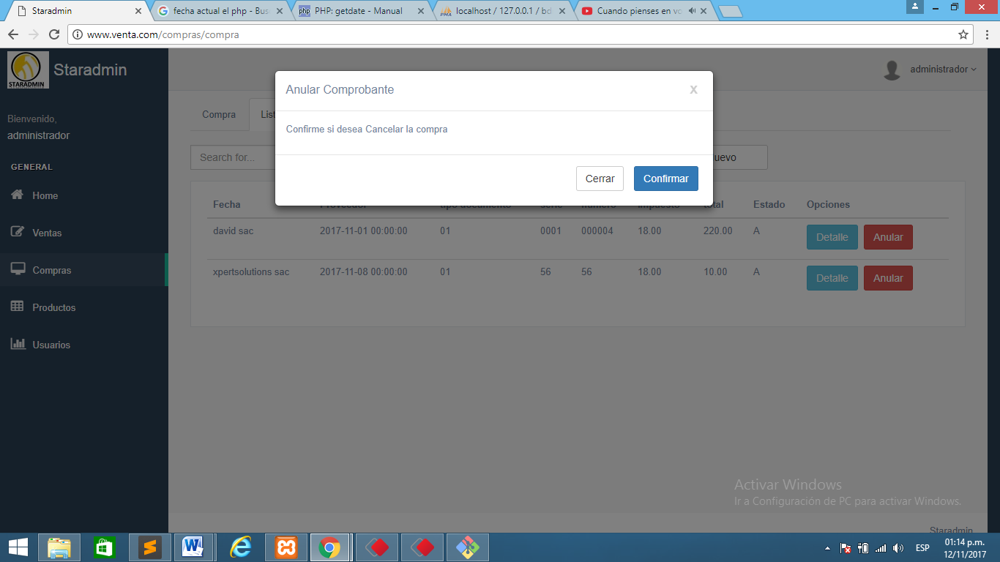 Staradmin
fecha actual el php - Bus
PHP: getdate - Manual
localhost / 127.0.0.1 / bd
Cuando pienses en vo
www.venta.com/compras/compra
STARADMIN
Staradmin
administrador
Bienvenido,
administrador
GENERAL
Home
Ventas
Compras
Productos
Usuarios
Compra
List
Anular Comprobante
X
Confirme si desea Cancelar la compra
Cerrar Confirmar
Search for...
uevo
Fecha Proveedor tipo documento serie numero impuesto total Estado Opciones
david sac 2017-11-01 00:00:00 01 0001 000004 18.00 220.00 A Detalle Anular
xpertsolutions sac 2017-11-08 00:00:00 01 56 56 18.00 10.00 A Detalle Anular
Activar Windows
Ir a Configuración de PC para activar Windows.
Staradmin
ESP
01:14 p.m.
12/11/2017